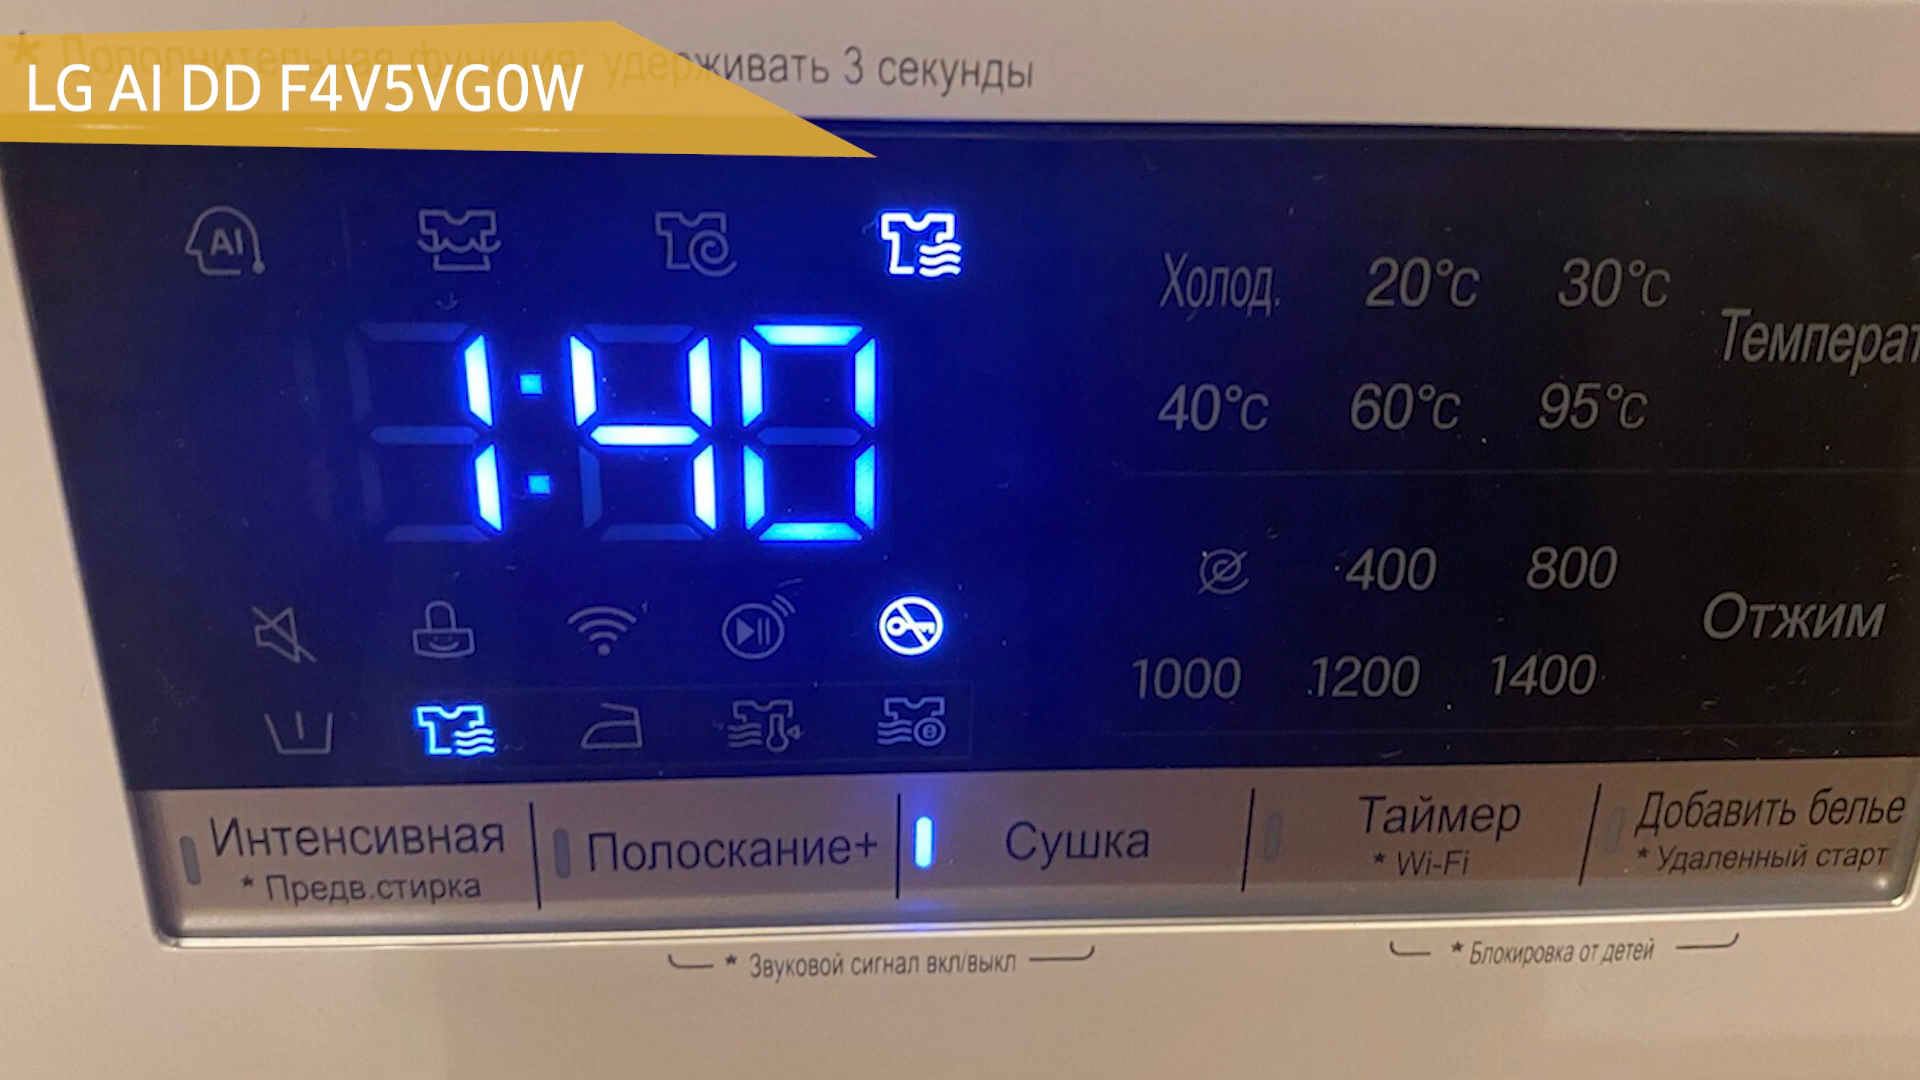 * Дополнительная функция: удерживать 3 секунды
LG AI DD F4V5VG0W
AI
1:40
Холод. 20°C 30°C
Температ
40°C 60°C 95°C
400 800
Отжим
1000 1200 1400
Интенсивная
* Предв.стирка
Полоскание+
Сушка
Таймер
* Wi-Fi
Добавить белье
* Удаленный старт
* Звуковой сигнал вкл/выкл
* Блокировка от детей